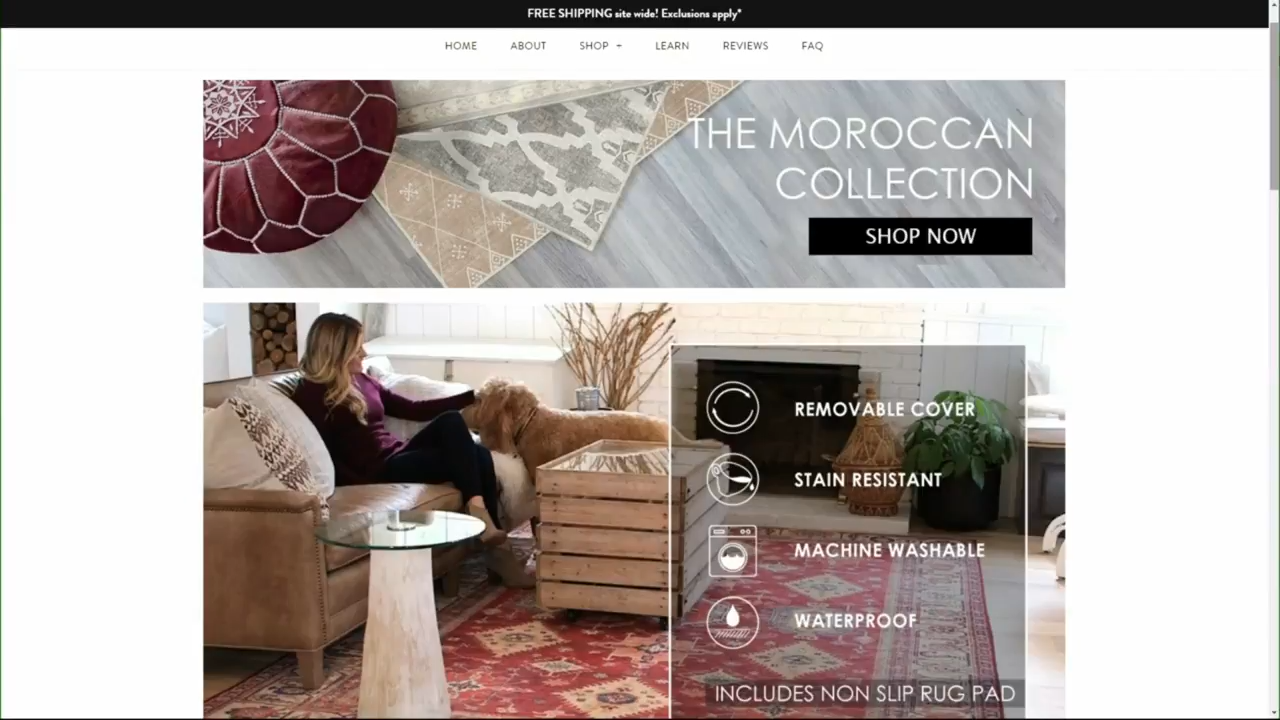 FREE SHIPPING site wide! Exclusions apply*
HOME ABOUT SHOP + LEARN REVIEWS FAQ
THE MOROCCAN
COLLECTION
SHOP NOW
REMOVABLE COVER
STAIN RESISTANT
MACHINE WASHABLE
WATERPROOF
INCLUDES NON SLIP RUG PAD